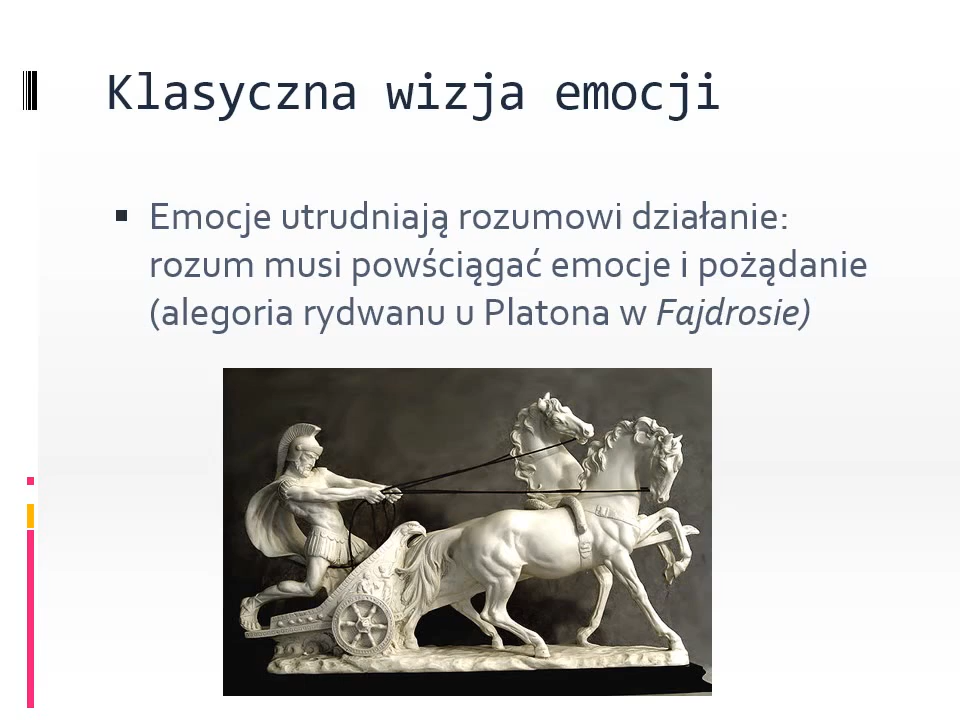 Klasyczna wizja emocji
Emocje utrudniają rozumowi działanie:
rozum musi powściągać emocje i pożądanie
(alegoria rydwanu u Platona w Fajdrosie)